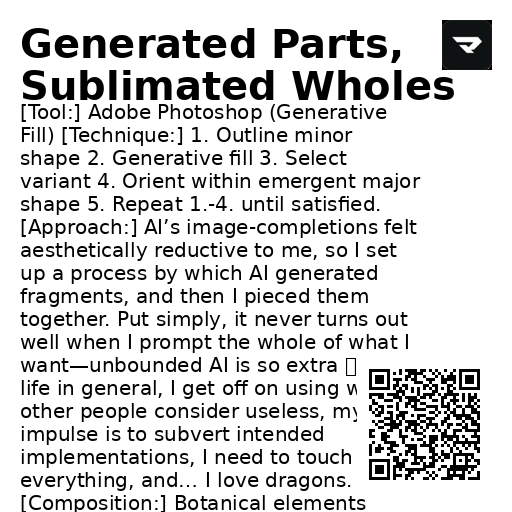 Generated Parts,
Sublimated Wholes
[Tool:] Adobe Photoshop (Generative
Fill) [Technique:] 1. Outline minor
shape 2. Generative fill 3. Select
variant 4. Orient within emergent major
shape 5. Repeat 1.-4. until satisfied.
[Approach:] AI’s image-completions felt
aesthetically reductive to me, so I set
up a process by which AI generated
fragments, and then I pieced them
together. Put simply, it never turns out
well when I prompt the whole of what I
want—unbounded AI is so extra
life in general, I get off on using
other people consider useless, my
impulse is to subvert intended
implementations, I need to touch
everything, and... I love dragons.
[Composition:] Botanical elements